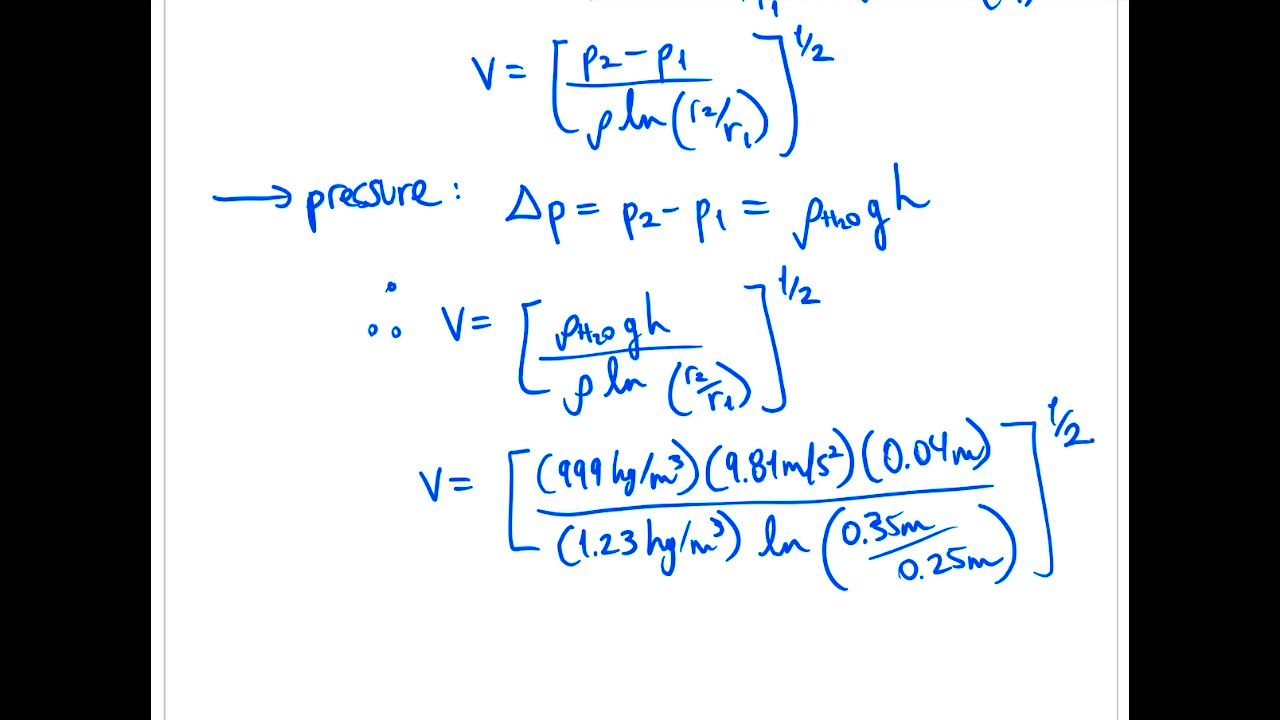 V = [p₂ - p₁ / ρ ln(r₂/r₁)]^1/2
→ pressure: Δp = p₂ - p₁ = ρH₂O g h
∴ V = [ρH₂O g h / ρ ln(r₂/r₁)]^1/2
V = [(999 kg/m³)(9.81 m/s²)(0.04 m) / (1.23 kg/m³) ln(0.35m/0.25m)]^1/2